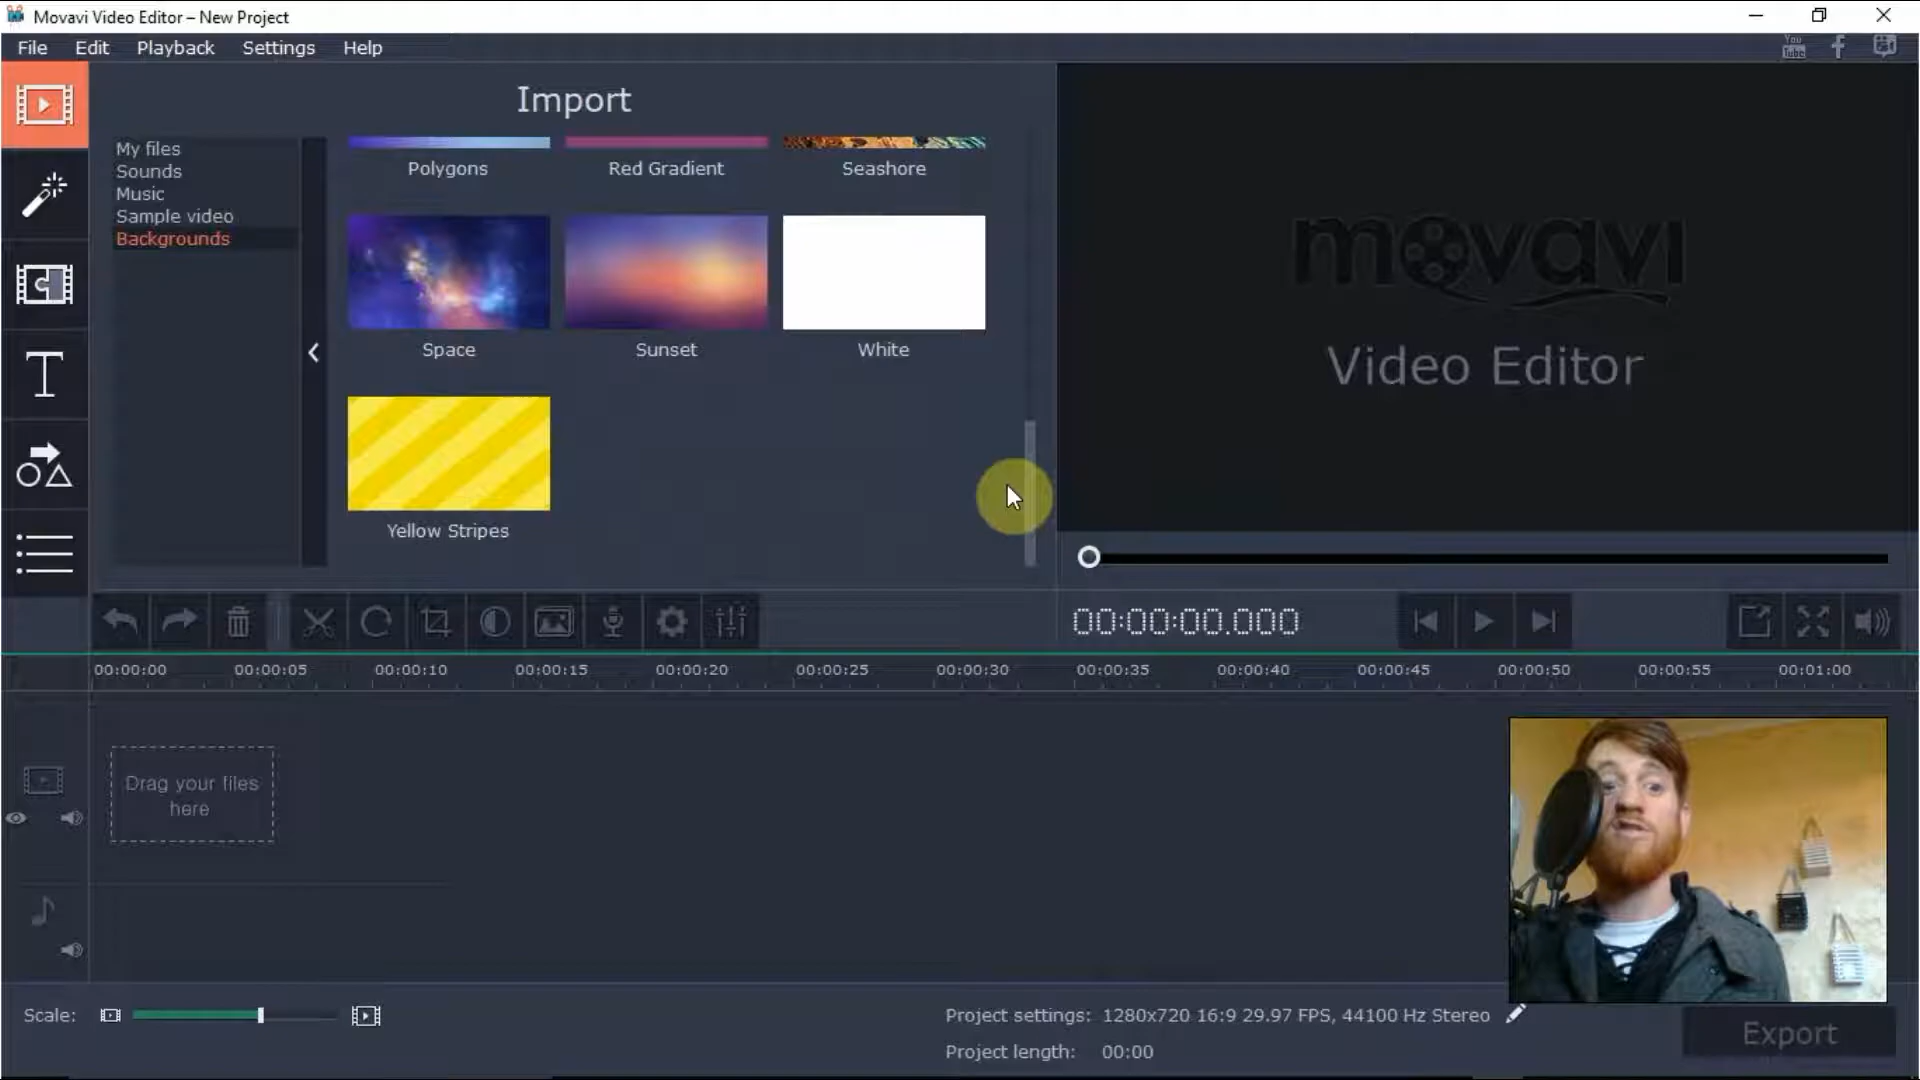 Movavi Video Editor – New Project
File Edit Playback Settings Help
You
Tube
Import
My files
Sounds
Music
Sample video
Backgrounds
Polygons Red Gradient Seashore
Space Sunset White
Yellow Stripes
movavi
Video Editor
00:00:00.000
00:00:00 00:00:05 00:00:10 00:00:15 00:00:20 00:00:25 00:00:30 00:00:35 00:00:40 00:00:45 00:00:50 00:00:55 00:01:00
Drag your files
here
Scale:
Project settings: 1280x720 16:9 29.97 FPS, 44100 Hz Stereo
Project length: 00:00
Export